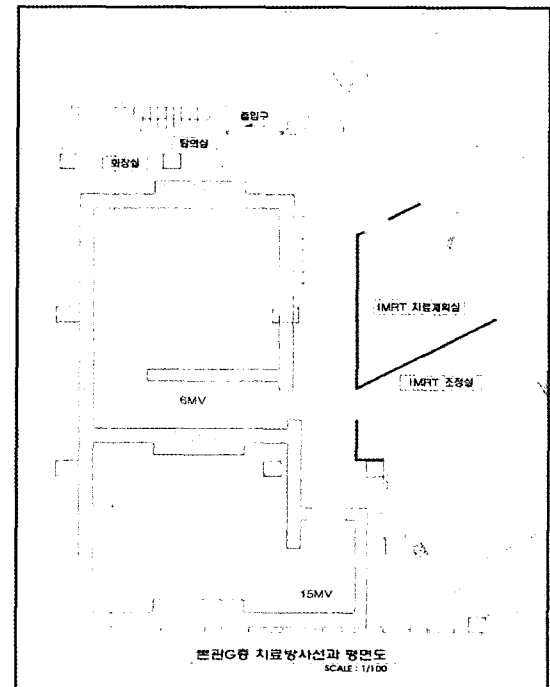 출입구
탈의실
화장실
IMRT 치료계획실
IMRT 조정실
6MV
15MV
본관G층 치료방사선과 평면도
SCALE : 1/100